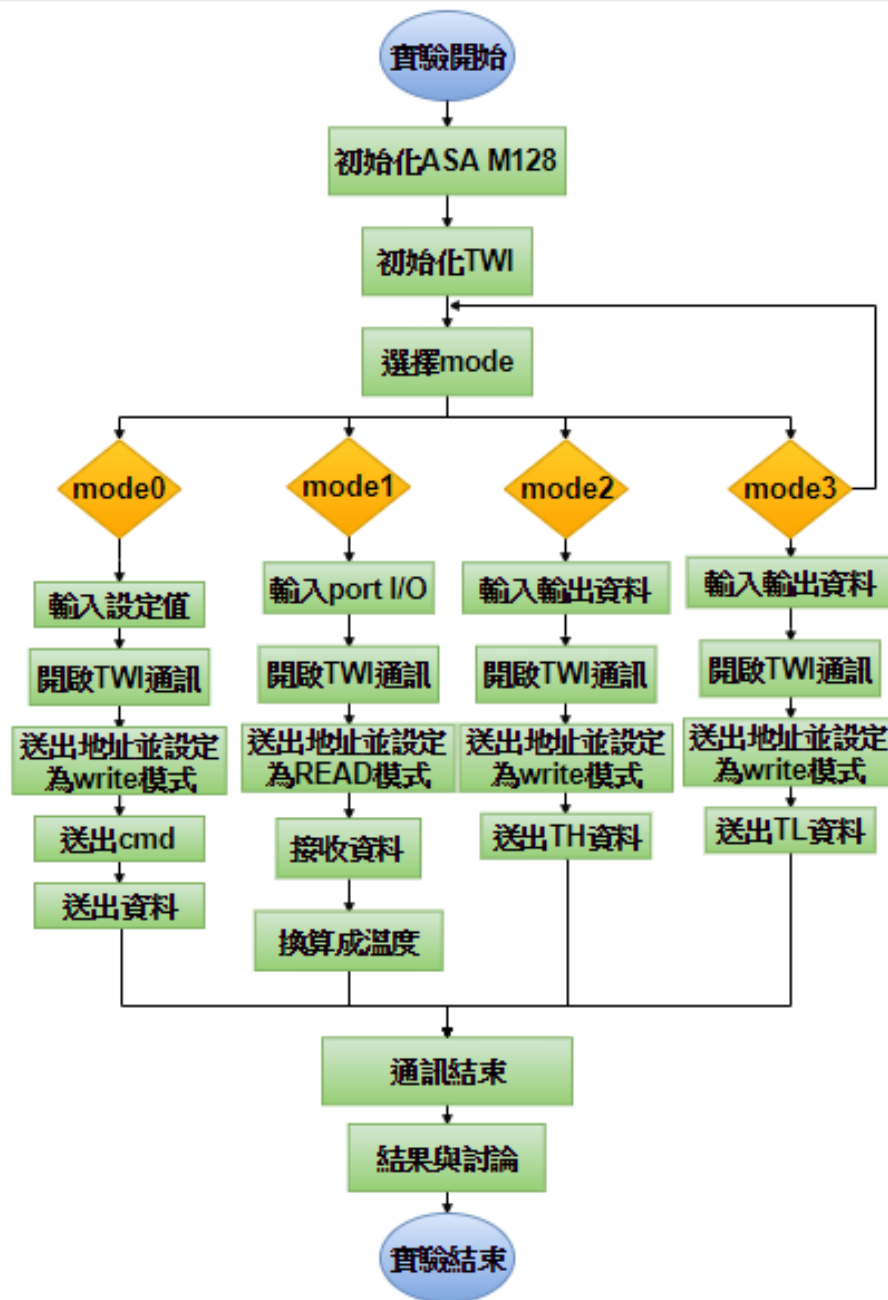 實驗開始
初始化ASA M128
初始化TWI
選擇mode
mode0
mode1
mode2
mode3
輸入設定值
開啟TWI通訊
送出地址並設定
為write模式
送出cmd
送出資料
輸入port I/O
開啟TWI通訊
送出地址並設定
為READ模式
接收資料
換算成溫度
輸入輸出資料
開啟TWI通訊
送出地址並設定
為write模式
送出TH資料
輸入輸出資料
開啟TWI通訊
送出地址並設定
為write模式
送出TL資料
通訊結束
結果與討論
實驗結束